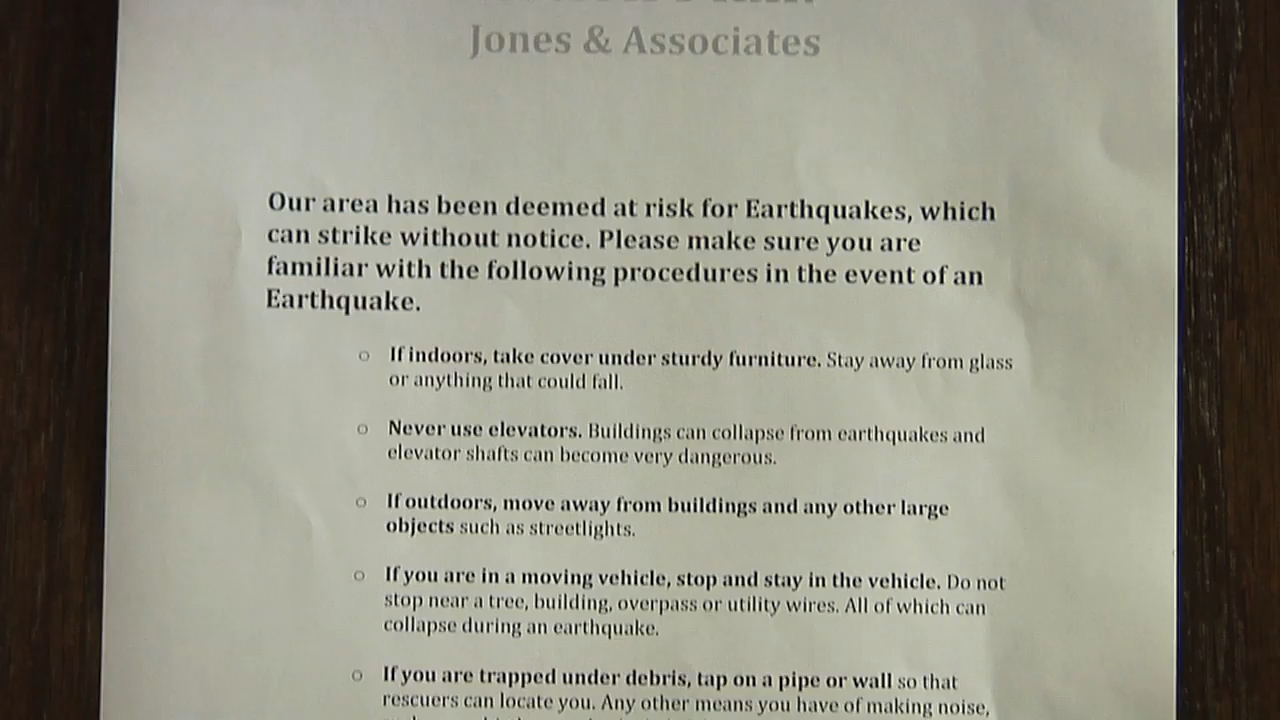 Jones & Associates
Our area has been deemed at risk for Earthquakes, which
can strike without notice. Please make sure you are
familiar with the following procedures in the event of an
Earthquake.
○ If indoors, take cover under sturdy furniture. Stay away from glass
or anything that could fall.
○ Never use elevators. Buildings can collapse from earthquakes and
elevator shafts can become very dangerous.
○ If outdoors, move away from buildings and any other large
objects such as streetlights.
○ If you are in a moving vehicle, stop and stay in the vehicle. Do not
stop near a tree, building, overpass or utility wires. All of which can
collapse during an earthquake.
○ If you are trapped under debris, tap on a pipe or wall so that
rescuers can locate you. Any other means you have of making noise,